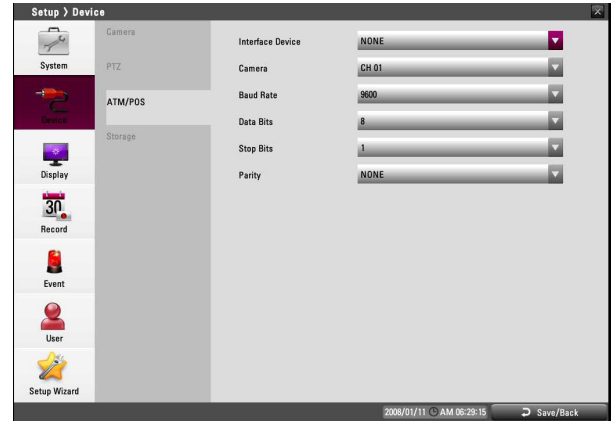 Setup > Device
System
Device
Display
30
Record
Event
User
Setup Wizard
Camera
PTZ
ATM/POS
Storage
Interface Device NONE
Camera CH 01
Baud Rate 9600
Data Bits 8
Stop Bits 1
Parity NONE
2008/01/11 AM 06:29:15 Save/Back